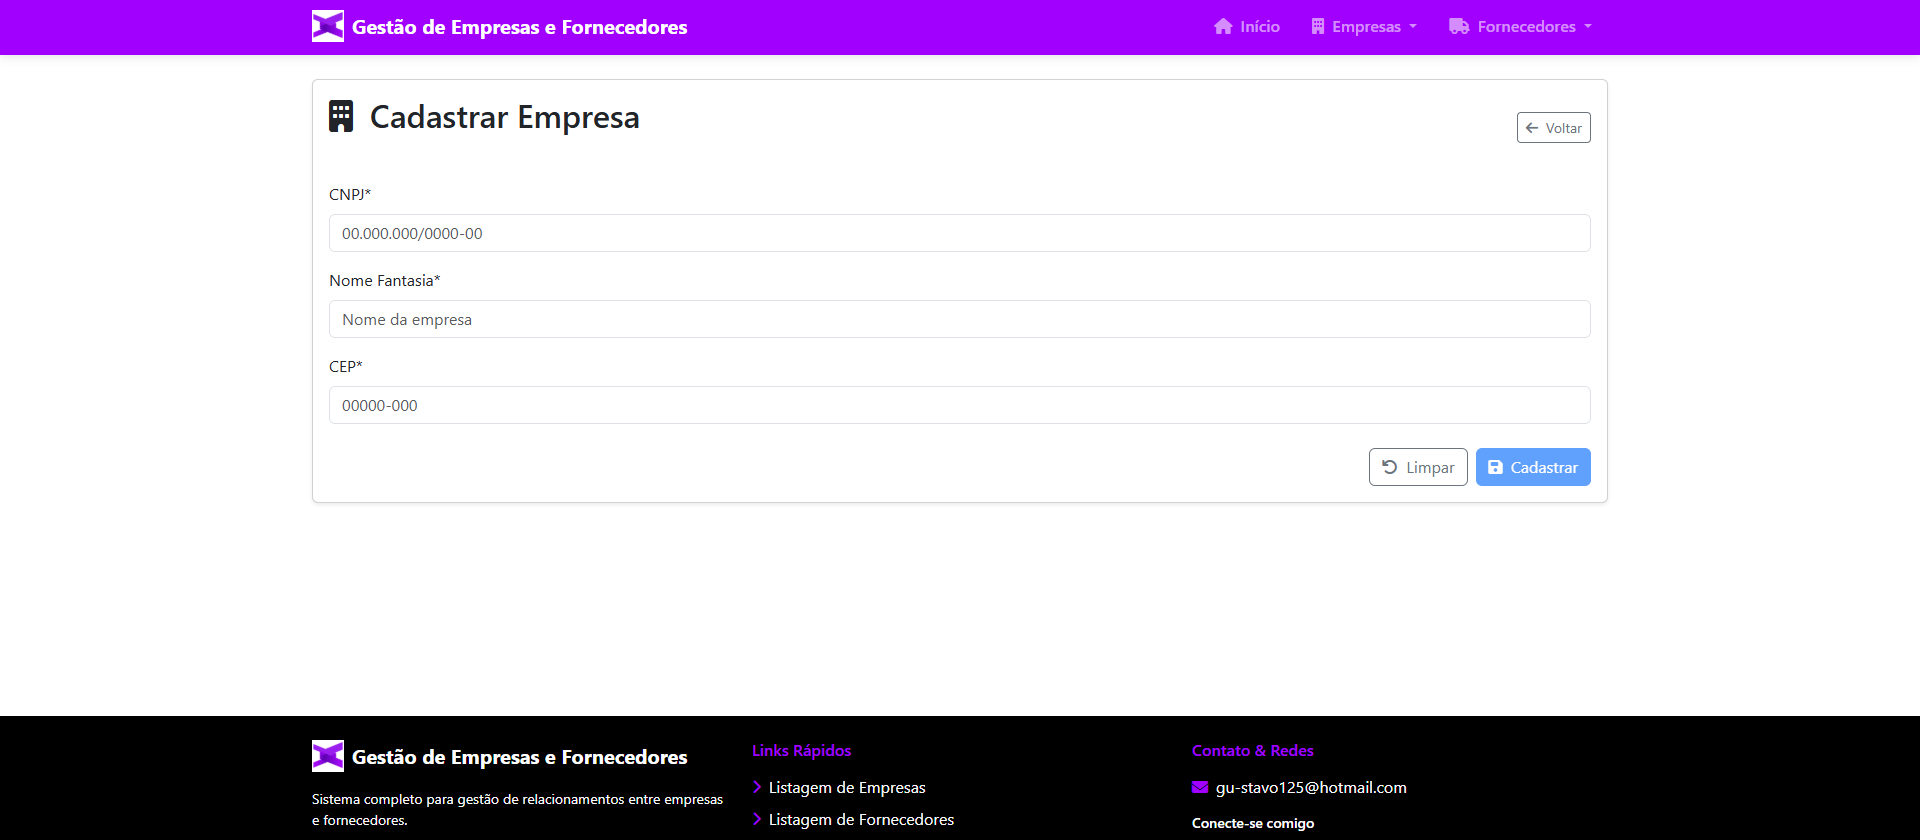 Gestão de Empresas e Fornecedores
Início
Empresas
Fornecedores
Cadastrar Empresa
Voltar
CNPJ*
00.000.000/0000-00
Nome Fantasia*
Nome da empresa
CEP*
00000-000
Limpar
Cadastrar
Gestão de Empresas e Fornecedores
Sistema completo para gestão de relacionamentos entre empresas
e fornecedores.
Links Rápidos
Listagem de Empresas
Listagem de Fornecedores
Contato & Redes
gu-stavo125@hotmail.com
Conecte-se comigo